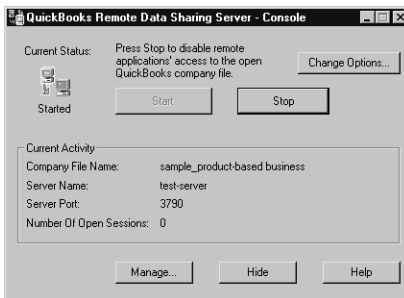 QuickBooks Remote Data Sharing Server - Console
Current Status:
Started
Press Stop to disable remote
applications' access to the open
QuickBooks company file.
Change Options...
Start
Stop
Current Activity
Company File Name: sample_product-based business
Server Name: test-server
Server Port: 3790
Number Of Open Sessions: 0
Manage...
Hide
Help